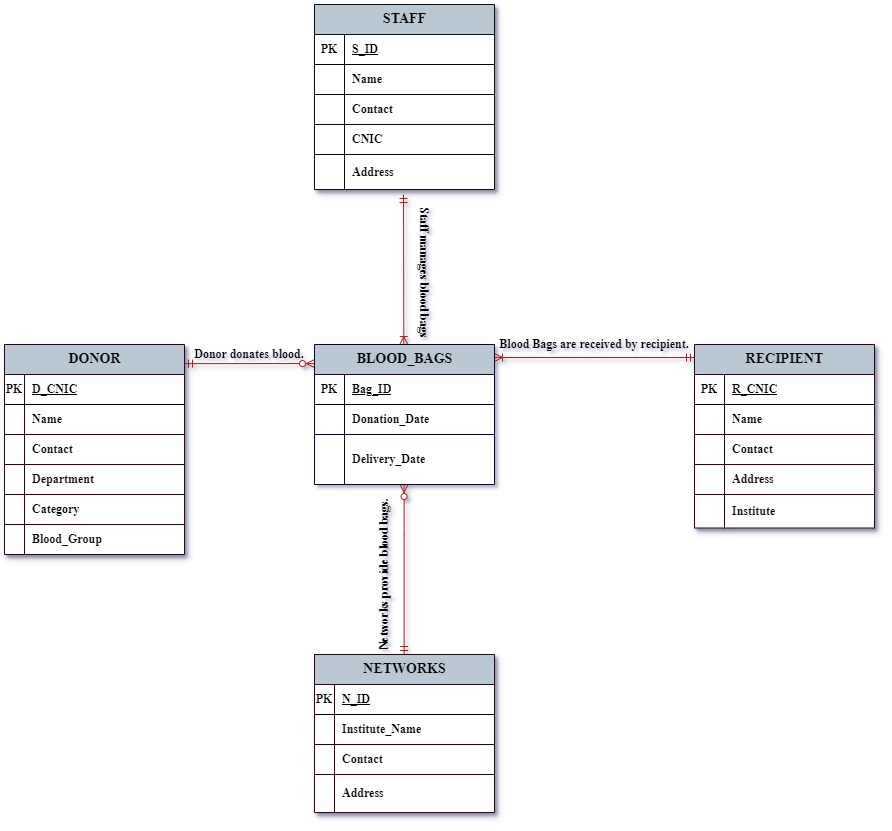 STAFF
PK S_ID
Name
Contact
CNIC
Address
Staff manages blood bags
DONOR
PK D_CNIC
Name
Contact
Department
Category
Blood_Group
Donor donates blood.
BLOOD_BAGS
PK Bag_ID
Donation_Date
Delivery_Date
Blood Bags are received by recipient.
RECIPIENT
PK R_CNIC
Name
Contact
Address
Institute
Networks provide blood bags.
NETWORKS
PK N_ID
Institute_Name
Contact
Address